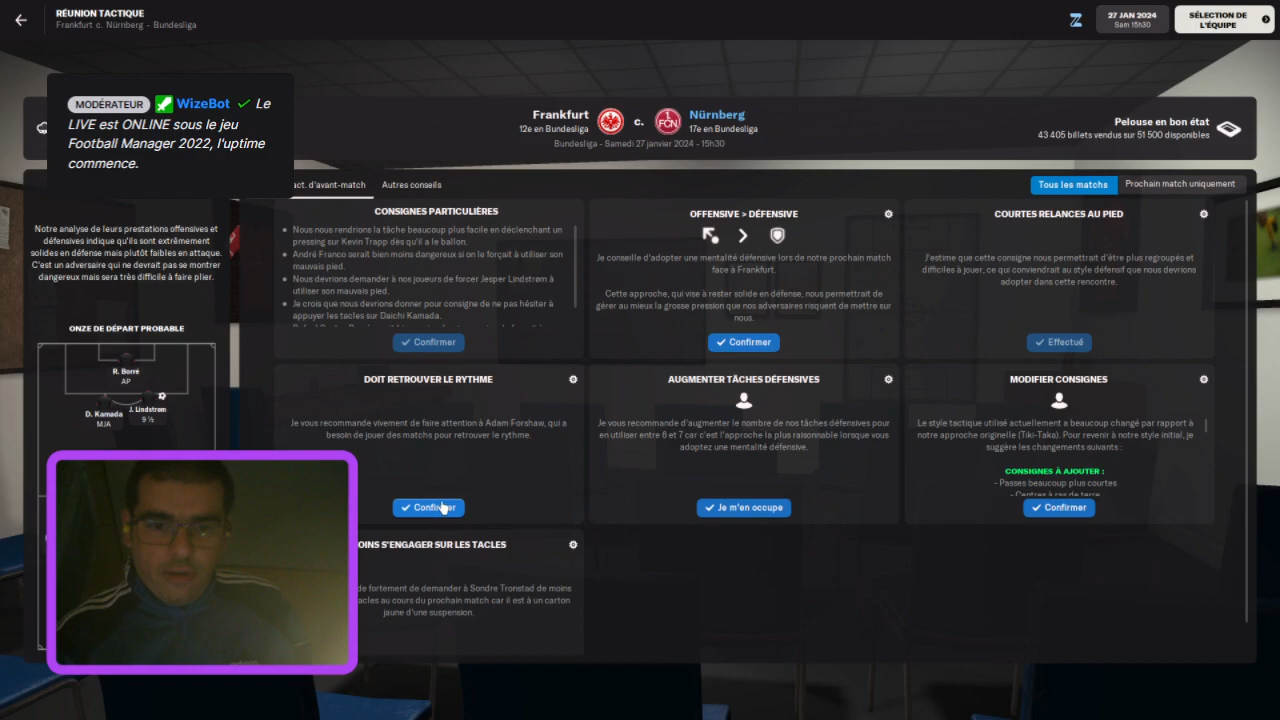 RÉUNION TACTIQUE
Frankfurt c. Nürnberg - Bundesliga
27 JAN 2024
Sam 15h30
SÉLECTION DE
L'ÉQUIPE
MODÉRATEUR WizeBot Le
LIVE est ONLINE sous le jeu
Football Manager 2022, l'uptime
commence.
Frankfurt c. Nürnberg
12e en Bundesliga 17e en Bundesliga
Bundesliga - Samedi 27 janvier 2024 - 15h30
Pelouse en bon état
43 405 billets vendus sur 51 500 disponibles
act. d'avant-match Autres conseils
Tous les matchs Prochain match uniquement
Notre analyse de leurs prestations offensives et
défensives indique qu'ils sont extrêmement
solides en défense mais plutôt faibles en attaque.
C'est un adversaire qui ne devrait pas se montrer
dangereux mais sera très difficile à faire plier.
ONZE DE DÉPART PROBABLE
R. Borré
AP
D. Kamada
MJA
J. Lindstrøm
9 ½
CONSIGNES PARTICULIÈRES
Nous nous rendrions la tâche beaucoup plus facile en déclenchant un
pressing sur Kevin Trapp dès qu'il a le ballon.
André Franco serait bien moins dangereux si on le forçait à utiliser son
mauvais pied.
Nous devrions demander à nos joueurs de forcer Jesper Lindstrøm à
utiliser son mauvais pied.
Je crois que nous devrions donner pour consigne de ne pas hésiter à
appuyer les tacles sur Daichi Kamada.
Confirmer
OFFENSIVE > DÉFENSIVE
Je conseille d'adopter une mentalité défensive lors de notre prochain match
face à Frankfurt.
Cette approche, qui vise à rester solide en défense, nous permettrait de
gérer au mieux la grosse pression que nos adversaires risquent de mettre sur
nous.
Confirmer
COURTES RELANCES AU PIED
J'estime que cette consigne nous permettrait d'être plus regroupés et
difficiles à jouer, ce qui conviendrait au style défensif que nous devrions
adopter dans cette rencontre.
Effectué
DOIT RETROUVER LE RYTHME
Je vous recommande vivement de faire attention à Adam Forshaw, qui a
besoin de jouer des matchs pour retrouver le rythme.
Confirmer
AUGMENTER TÂCHES DÉFENSIVES
Je vous recommande d'augmenter le nombre de nos tâches défensives pour
en utiliser entre 6 et 7 car c'est l'approche la plus raisonnable lorsque vous
adoptez une mentalité défensive.
Je m'en occupe
MODIFIER CONSIGNES
Le style tactique utilisé actuellement a beaucoup changé par rapport à
notre approche originelle (Tiki-Taka). Pour revenir à notre style initial, je
suggère les changements suivants :
CONSIGNES À AJOUTER :
- Passes beaucoup plus courtes
- Centres à ras de terre
Confirmer
OINS S'ENGAGER SUR LES TACLES
de fortement de demander à Sondre Tronstad de moins
acles au cours du prochain match car il est à un carton
jaune d'une suspension.